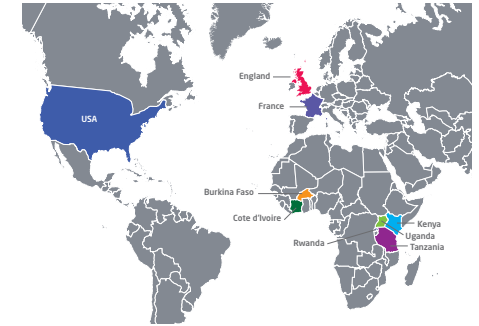 England
France
USA
Burkina Faso
Cote d'Ivoire
Kenya
Uganda
Rwanda
Tanzania